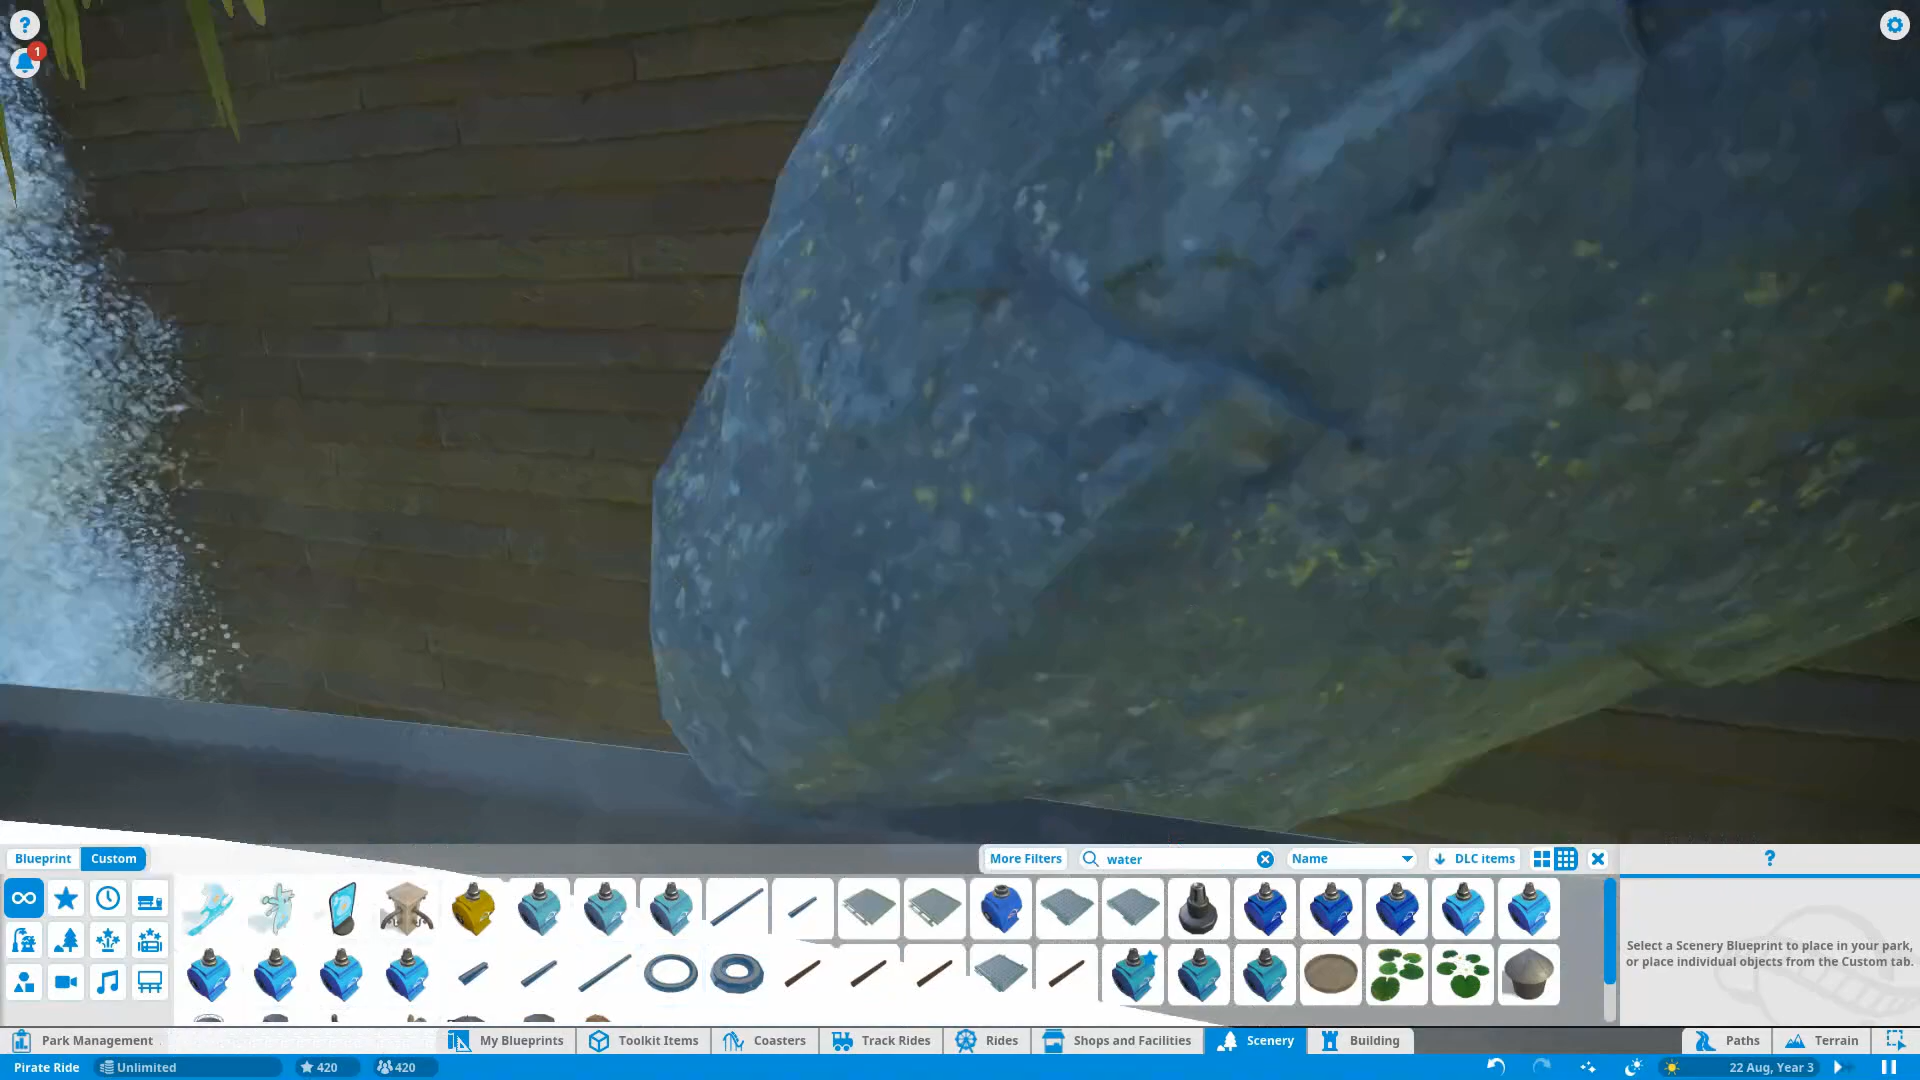 ?
1
Blueprint
Custom
More Filters
water
Name
DLC items
?
Select a Scenery Blueprint to place in your park,
or place individual objects from the Custom tab.
Park Management
My Blueprints
Toolkit Items
Coasters
Track Rides
Rides
Shops and Facilities
Scenery
Building
Paths
Terrain
Pirate Ride
Unlimited
420
420
22 Aug, Year 3